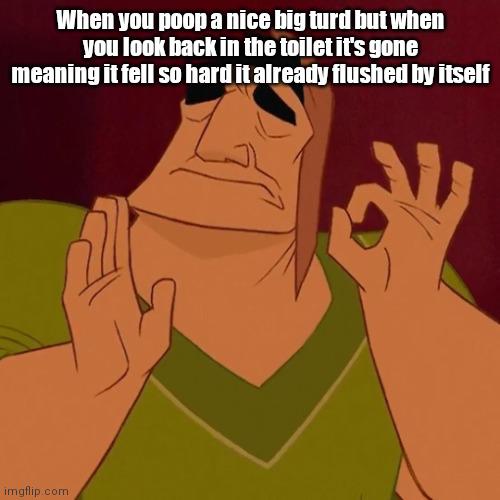 When you poop a nice big turd but when
you look back in the toilet it's gone
meaning it fell so hard it already flushed by itself
imgflip.com